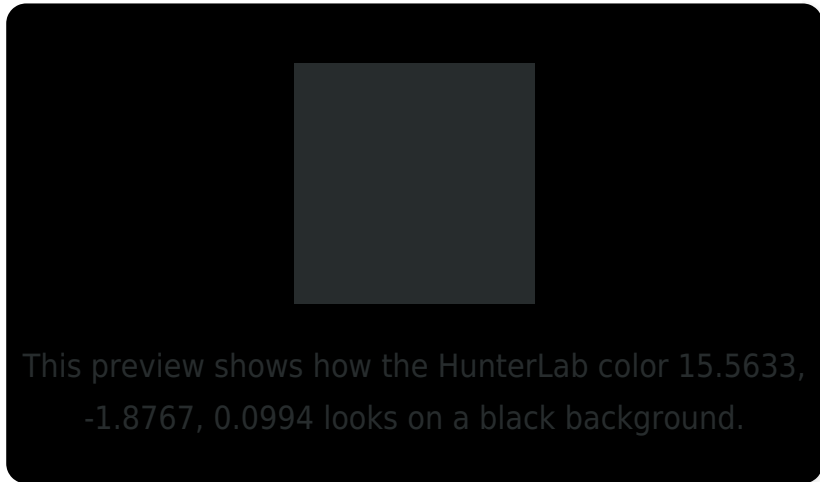 This preview shows how the HunterLab color 15.5633,
-1.8767, 0.0994 looks on a black background.